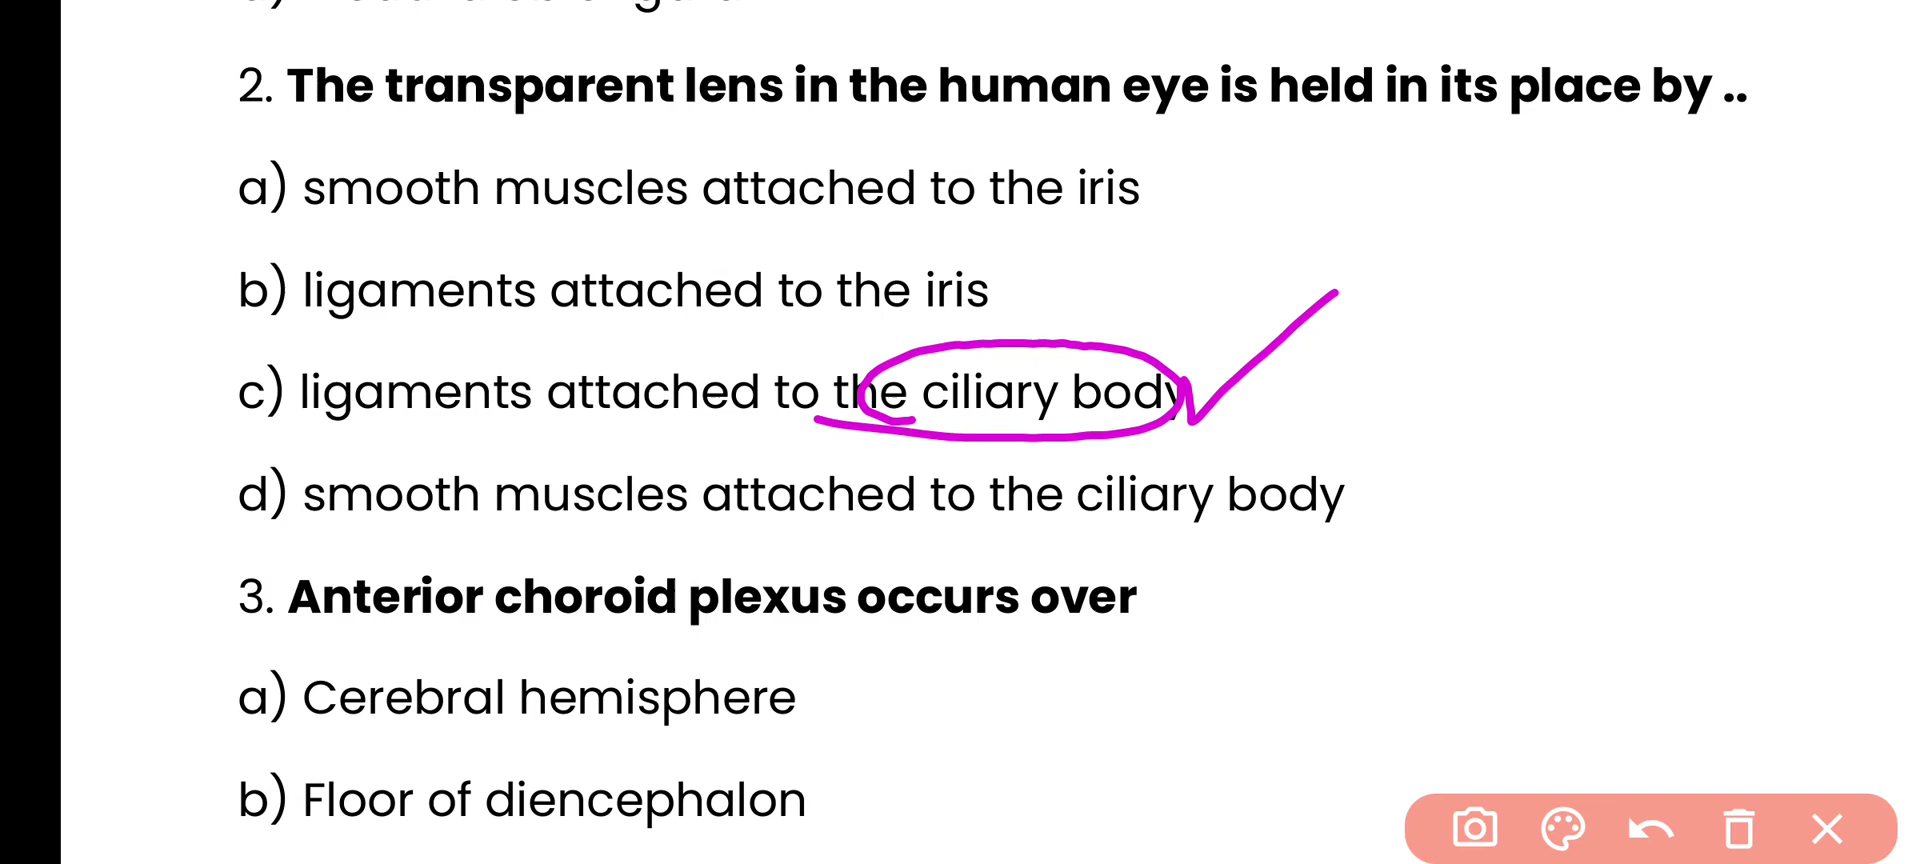 2. The transparent lens in the human eye is held in its place by ..
a) smooth muscles attached to the iris
b) ligaments attached to the iris
c) ligaments attached to the ciliary body
d) smooth muscles attached to the ciliary body
3. Anterior choroid plexus occurs over
a) Cerebral hemisphere
b) Floor of diencephalon